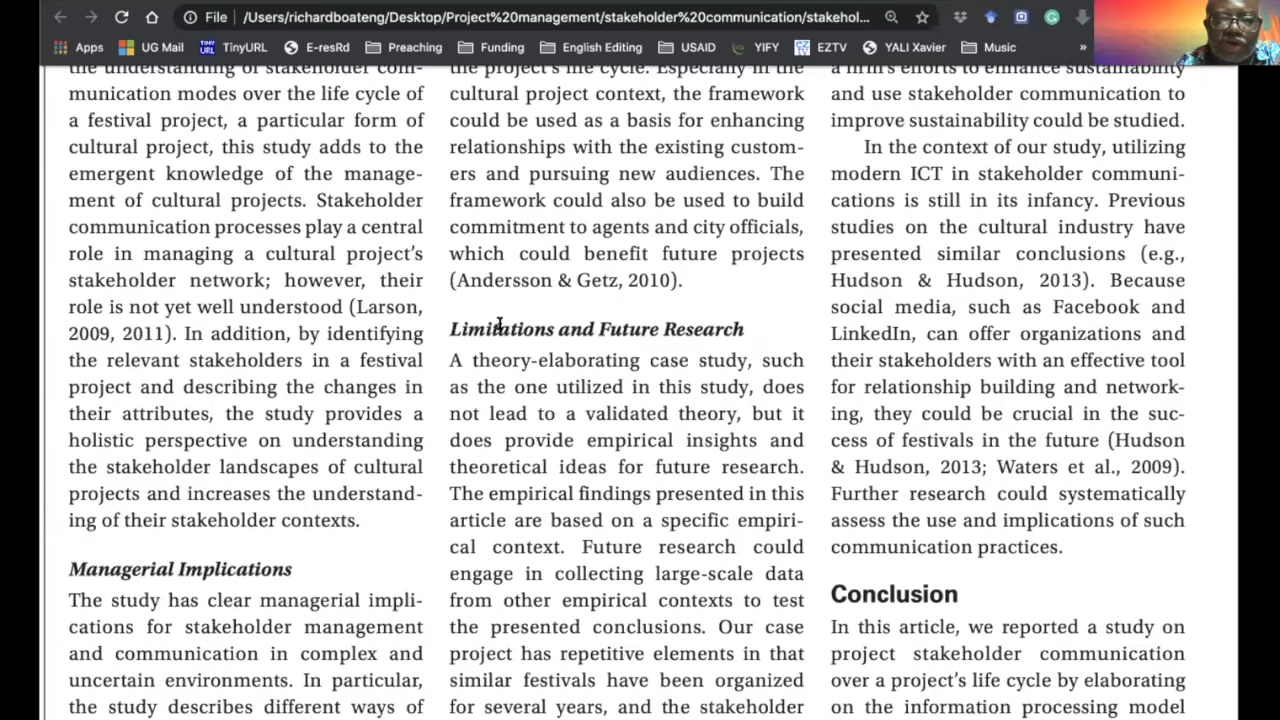 File
/Users/richardboateng/Desktop/Project%20management/stakeholder%20communication/stakehol...
Apps
UG Mail
TINY URL
TinyURL
E-resRd
Preaching
Funding
English Editing
USAID
YIFY
EZTV
YALI Xavier
Music
»
the understanding of stakeholder com-
munication modes over the life cycle of
a festival project, a particular form of
cultural project, this study adds to the
emergent knowledge of the manage-
ment of cultural projects. Stakeholder
communication processes play a central
role in managing a cultural project's
stakeholder network; however, their
role is not yet well understood (Larson,
2009, 2011). In addition, by identifying
the relevant stakeholders in a festival
project and describing the changes in
their attributes, the study provides a
holistic perspective on understanding
the stakeholder landscapes of cultural
projects and increases the understand-
ing of their stakeholder contexts.
Managerial Implications
The study has clear managerial impli-
cations for stakeholder management
and communication in complex and
uncertain environments. In particular,
the study describes different ways of
the project's life cycle. Especially in the
cultural project context, the framework
could be used as a basis for enhancing
relationships with the existing custom-
ers and pursuing new audiences. The
framework could also be used to build
commitment to agents and city officials,
which could benefit future projects
(Andersson & Getz, 2010).
Limitations and Future Research
A theory-elaborating case study, such
as the one utilized in this study, does
not lead to a validated theory, but it
does provide empirical insights and
theoretical ideas for future research.
The empirical findings presented in this
article are based on a specific empiri-
cal context. Future research could
engage in collecting large-scale data
from other empirical contexts to test
the presented conclusions. Our case
project has repetitive elements in that
similar festivals have been organized
for several years, and the stakeholder
a firm's efforts to enhance sustainability
and use stakeholder communication to
improve sustainability could be studied.
In the context of our study, utilizing
modern ICT in stakeholder communi-
cations is still in its infancy. Previous
studies on the cultural industry have
presented similar conclusions (e.g.,
Hudson & Hudson, 2013). Because
social media, such as Facebook and
LinkedIn, can offer organizations and
their stakeholders with an effective tool
for relationship building and network-
ing, they could be crucial in the suc-
cess of festivals in the future (Hudson
& Hudson, 2013; Waters et al., 2009).
Further research could systematically
assess the use and implications of such
communication practices.
Conclusion
In this article, we reported a study on
project stakeholder communication
over a project's life cycle by elaborating
on the information processing model